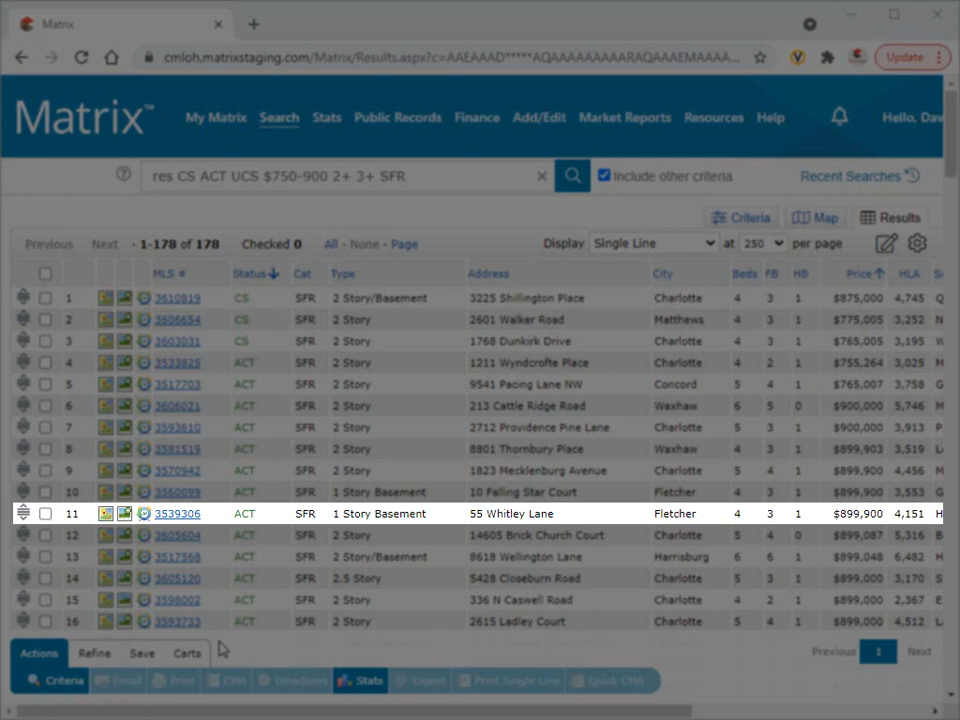 Matrix
cmloh.matrixstaging.com/Matrix/Results.aspx?c=AAEAAAD*****AQAAAAAAAAARAQAAAEMAAAA...
Update
Matrix™ My Matrix Search Stats Public Records Finance Add/Edit Market Reports Resources Help Hello, Dav
res CS ACT UCS $750-900 2+ 3+ SFR Include other criteria Recent Searches
Criteria Map Results
Previous Next · 1-178 of 178 Checked 0 All · None · Page Display Single Line at 250 per page
MLS # Status Cat Type Address City Beds FB HB Price HLA
1 3610819 CS SFR 2 Story/Basement 3225 Shillington Place Charlotte 4 3 1 $875,000 4,745 Q
2 3606654 CS SFR 2 Story 2601 Walker Road Matthews 4 3 1 $775,005 3,252 N
3 3603031 CS SFR 2 Story 1768 Dunkirk Drive Charlotte 4 3 1 $765,005 3,195
4 3533825 ACT SFR 2 Story 1211 Wyndcrofte Place Charlotte 4 2 1 $755,264 3,025
5 3517703 ACT SFR 2 Story 9541 Pacing Lane NW Concord 5 4 1 $765,007 3,758 G
6 3606021 ACT SFR 2 Story 213 Cattle Ridge Road Waxhaw 6 5 0 $900,000 5,746
7 3593610 ACT SFR 2 Story 2712 Providence Pine Lane Charlotte 5 3 1 $900,000 3,913 P
8 3581519 ACT SFR 2 Story 8801 Thornbury Place Waxhaw 4 3 1 $899,903 3,519
9 3570942 ACT SFR 2 Story 1823 Mecklenburg Avenue Charlotte 5 4 1 $899,900 4,456
10 3560099 ACT SFR 1 Story Basement 10 Falling Star Court Fletcher 4 3 1 $899,900 3,553 G
11 3539306 ACT SFR 1 Story Basement 55 Whitley Lane Fletcher 4 3 1 $899,900 4,151 H
12 3605604 ACT SFR 2 Story 14605 Brick Church Court Charlotte 5 4 0 $899,087 5,316 B
13 3517568 ACT SFR 2 Story/Basement 8618 Wellington Lane Harrisburg 6 6 1 $899,048 6,482 H
14 3605120 ACT SFR 2.5 Story 5428 Closeburn Road Charlotte 5 3 1 $899,000 3,170 S
15 3598002 ACT SFR 2 Story 336 N Caswell Road Charlotte 4 2 1 $899,000 2,367 E
16 3593733 ACT SFR 2 Story 2615 Ladley Court Charlotte 5 4 1 $899,000 4,512
Actions Refine Save Carts Previous 1 Next
Criteria Email Print CMA Directions Stats Export Print Single Line Quick CMA